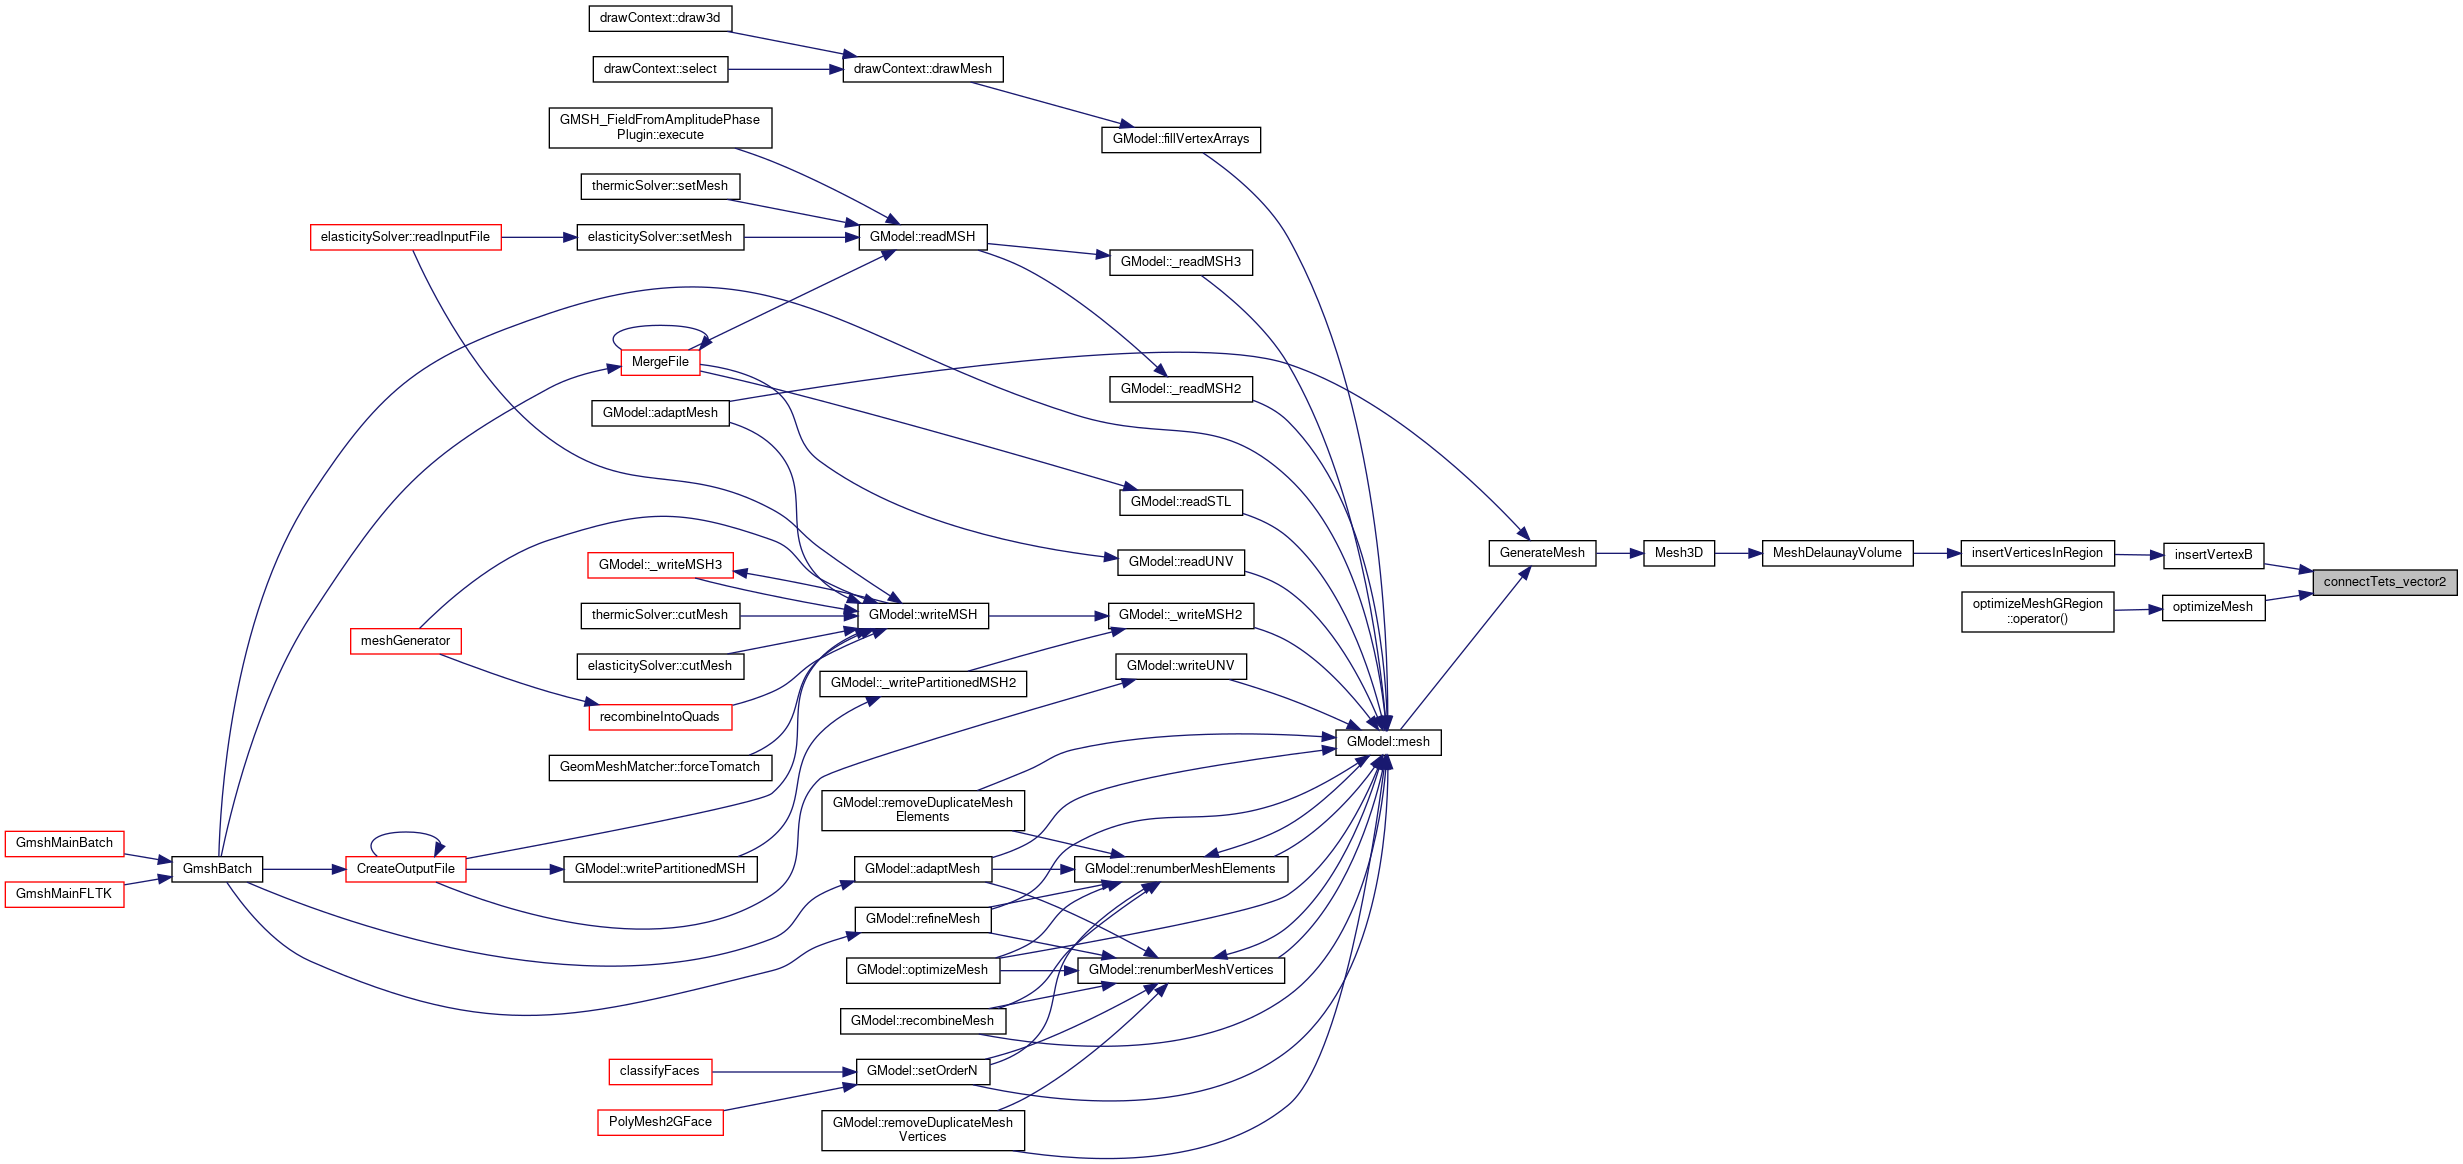 drawContext::draw3d
drawContext::select
drawContext::drawMesh
GMSH_FieldFromAmplitudePhase
Plugin::execute
GModel::fillVertexArrays
thermicSolver::setMesh
elasticitySolver::readInputFile
elasticitySolver::setMesh
GModel::readMSH
GModel::_readMSH3
MergeFile
GModel::_readMSH2
GModel::adaptMesh
GModel::readSTL
GModel::readUNV
GenerateMesh
Mesh3D
MeshDelaunayVolume
insertVerticesInRegion
insertVertexB
connectTets_vector2
optimizeMeshGRegion
::operator()
optimizeMesh
GModel::_writeMSH3
thermicSolver::cutMesh
GModel::writeMSH
GModel::_writeMSH2
meshGenerator
elasticitySolver::cutMesh
GModel::writeUNV
GModel::_writePartitionedMSH2
recombineIntoQuads
GModel::mesh
GeomMeshMatcher::forceTomatch
GModel::removeDuplicateMesh
Elements
GmshMainBatch
GmshBatch
CreateOutputFile
GModel::writePartitionedMSH
GModel::adaptMesh
GModel::renumberMeshElements
GmshMainFLTK
GModel::refineMesh
GModel::optimizeMesh
GModel::renumberMeshVertices
GModel::recombineMesh
classifyFaces
GModel::setOrderN
PolyMesh2GFace
GModel::removeDuplicateMesh
Vertices